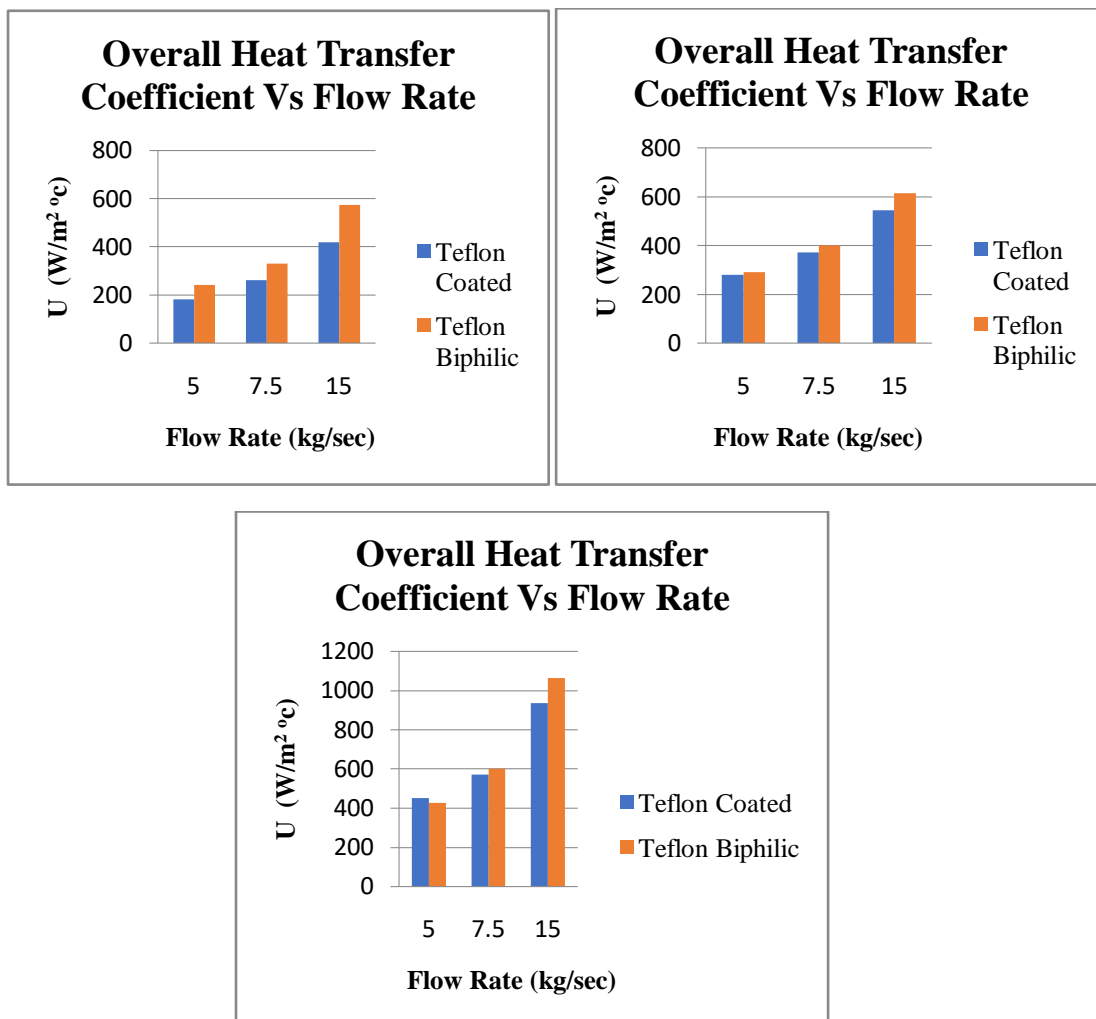 Overall Heat Transfer
Coefficient Vs Flow Rate
800
600
400
200
0
U (W/m² ºc)
5 7.5 15
Flow Rate (kg/sec)
Teflon
Coated
Teflon
Biphilic
Overall Heat Transfer
Coefficient Vs Flow Rate
800
600
400
200
0
U (W/m² ºc)
5 7.5 15
Flow Rate (kg/sec)
Teflon
Coated
Teflon
Biphilic
Overall Heat Transfer
Coefficient Vs Flow Rate
1200
1000
800
600
400
200
0
U (W/m² ºc)
5 7.5 15
Flow Rate (kg/sec)
Teflon Coated
Teflon Biphilic